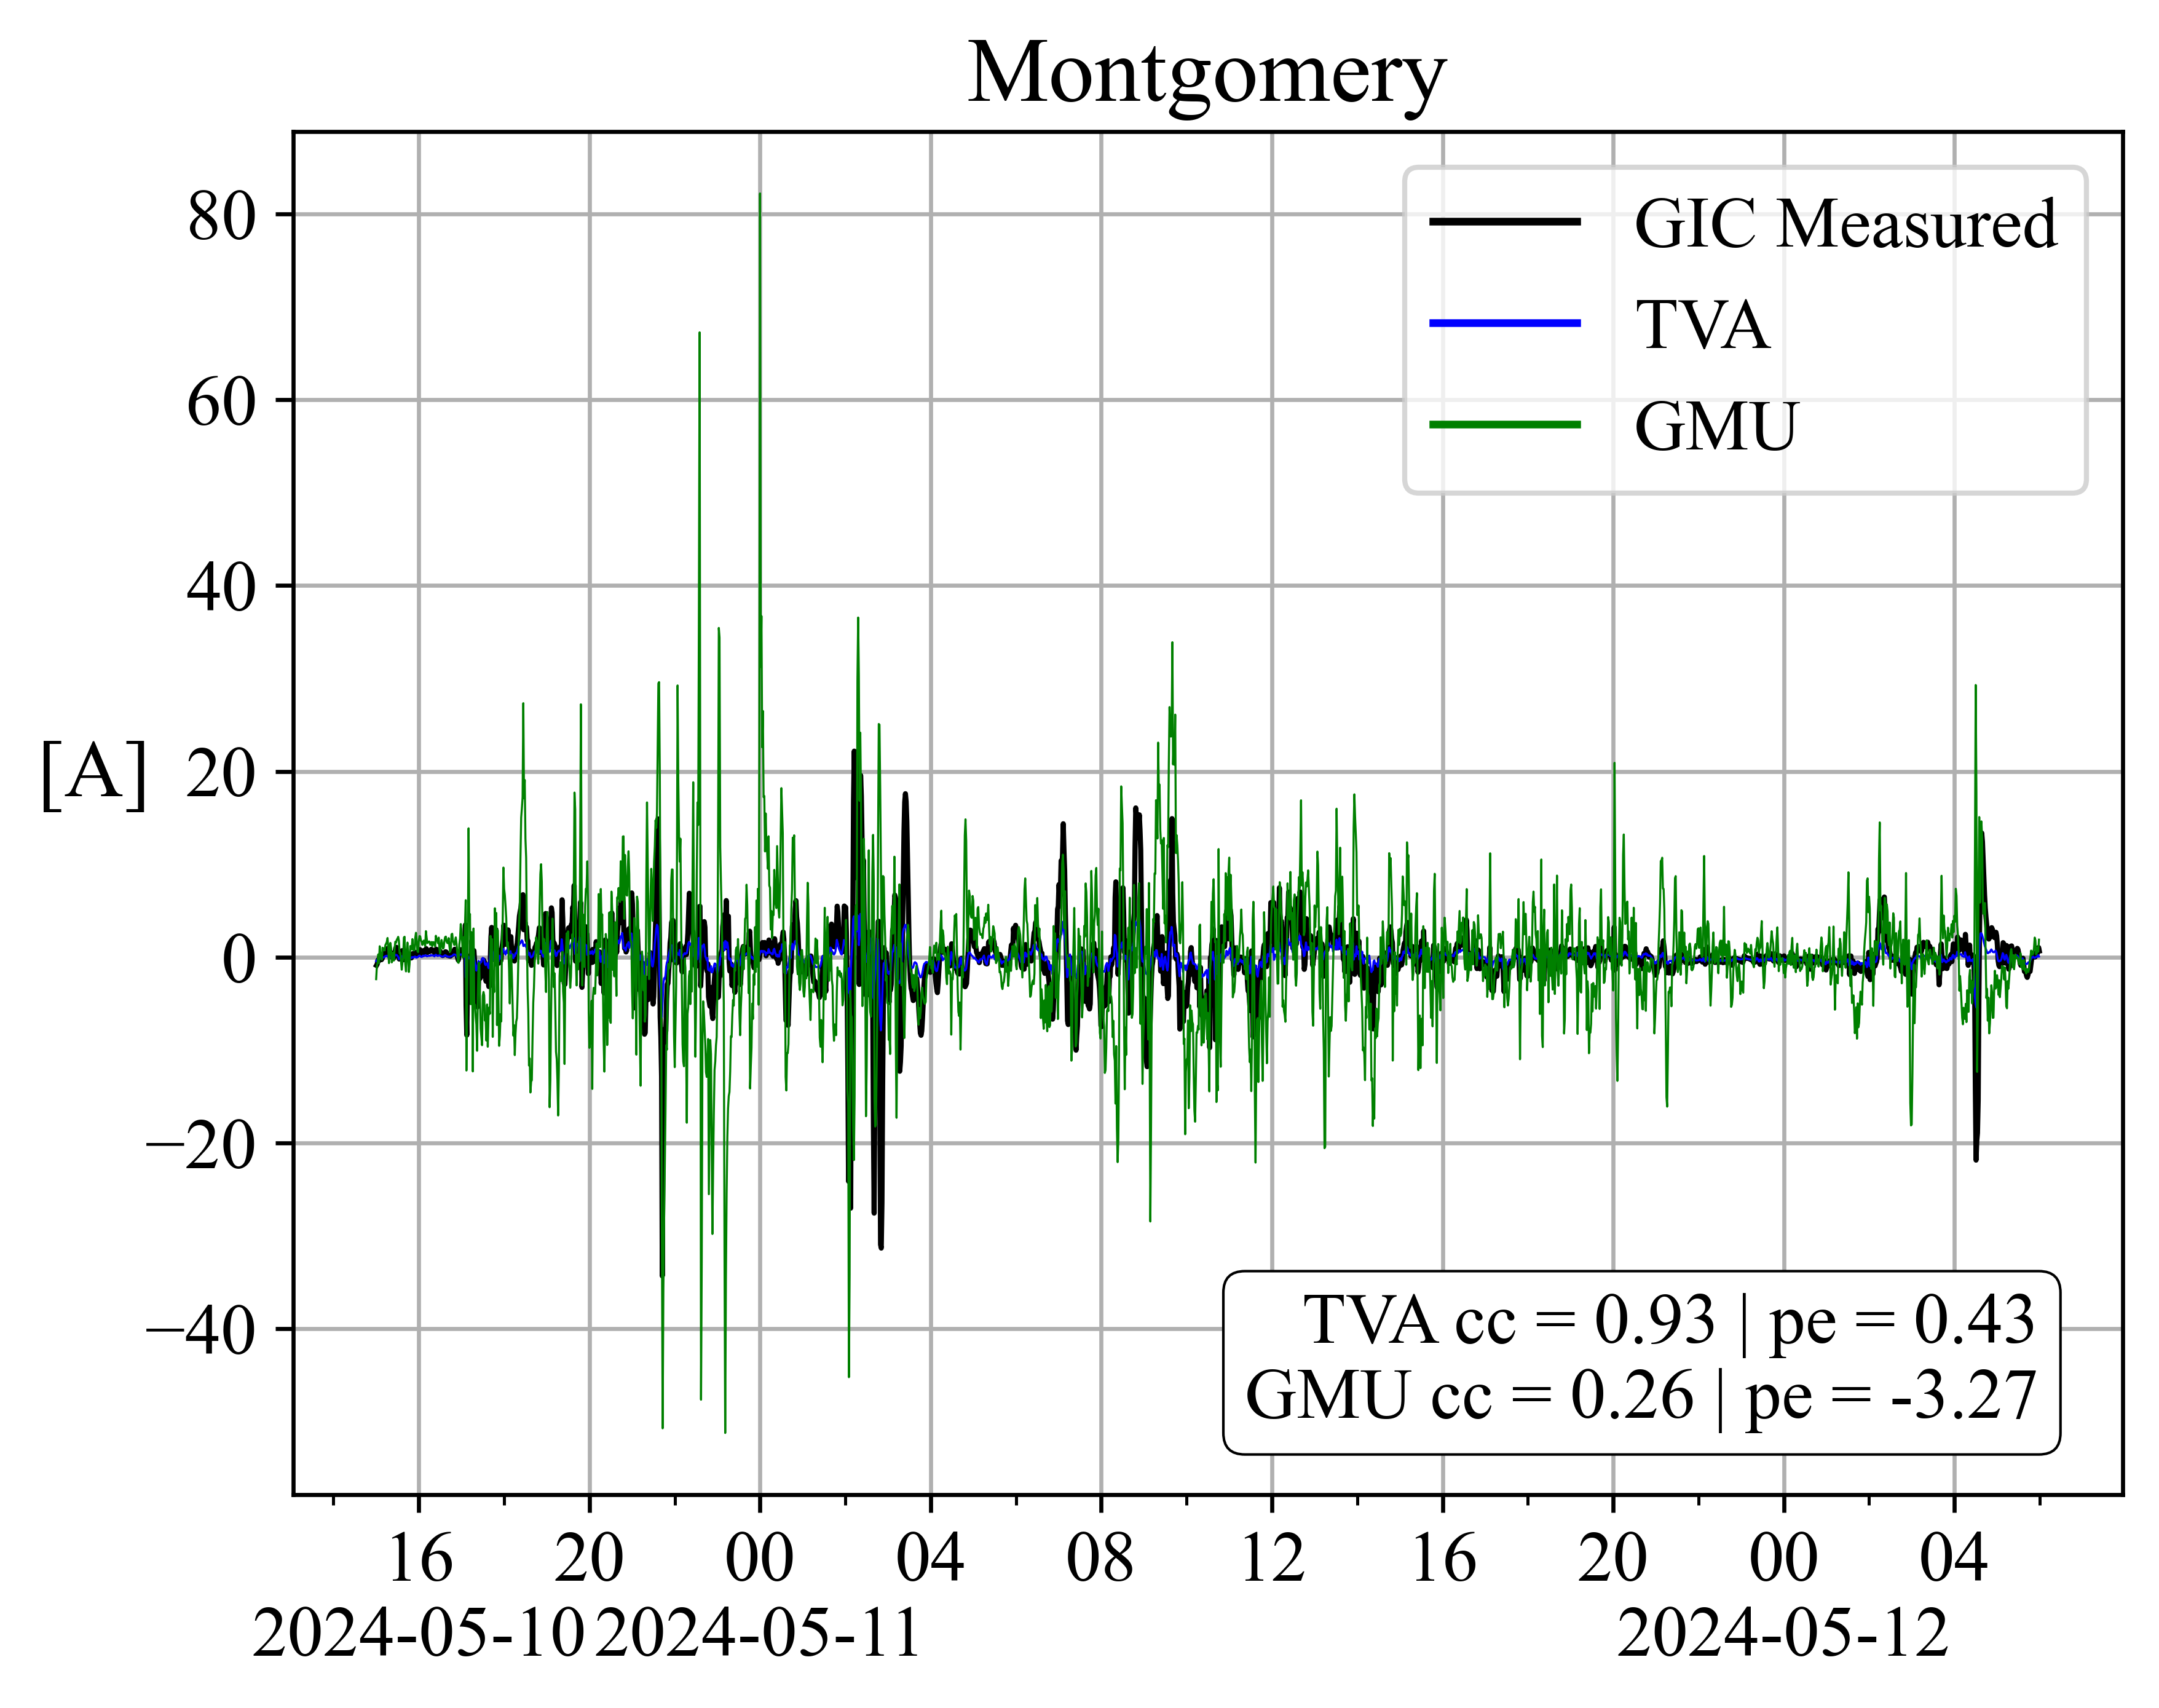 Montgomery
80
60
40
20
0
−20
−40
[A]
GIC Measured
TVA
GMU
TVA cc = 0.93 | pe = 0.43
GMU cc = 0.26 | pe = -3.27
16 20 00 04 08 12 16 20 00 04
2024-05-10 2024-05-11 2024-05-12